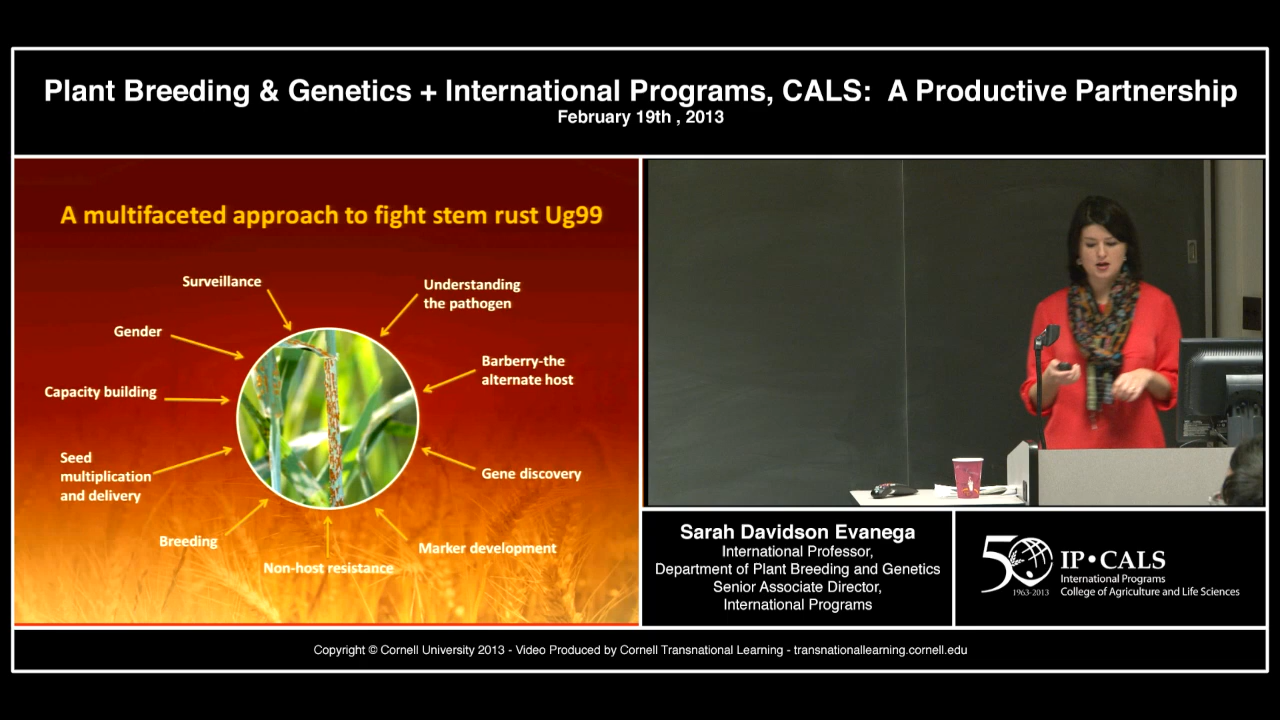 Plant Breeding & Genetics + International Programs, CALS:  A Productive Partnership
February 19th , 2013
A multifaceted approach to fight stem rust Ug99
Surveillance
Understanding
the pathogen
Gender
Barberry-the
alternate host
Capacity building
Seed
multiplication
and delivery
Gene discovery
Breeding
Marker development
Non-host resistance
Sarah Davidson Evanega
International Professor,
Department of Plant Breeding and Genetics
Senior Associate Director,
International Programs
50
1963-2013
IP•CALS
International Programs
College of Agriculture and Life Sciences
Copyright © Cornell University 2013 - Video Produced by Cornell Transnational Learning - transnationallearning.cornell.edu